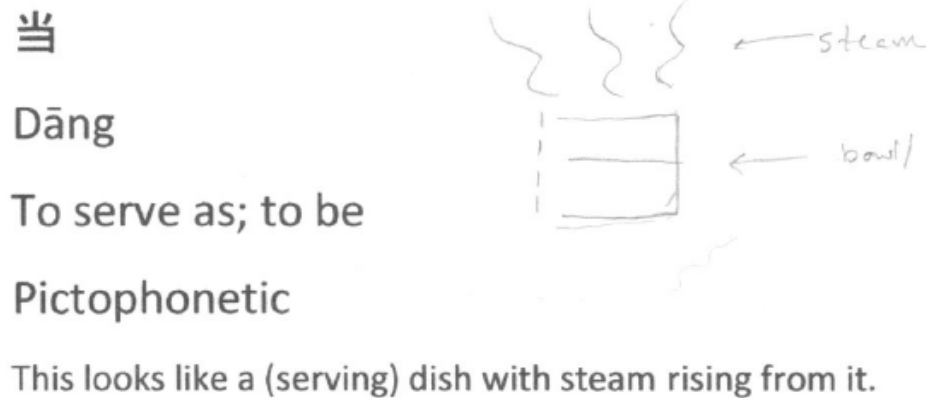 当
steam
Dāng
bowl
To serve as; to be
Pictophonetic
This looks like a (serving) dish with steam rising from it.